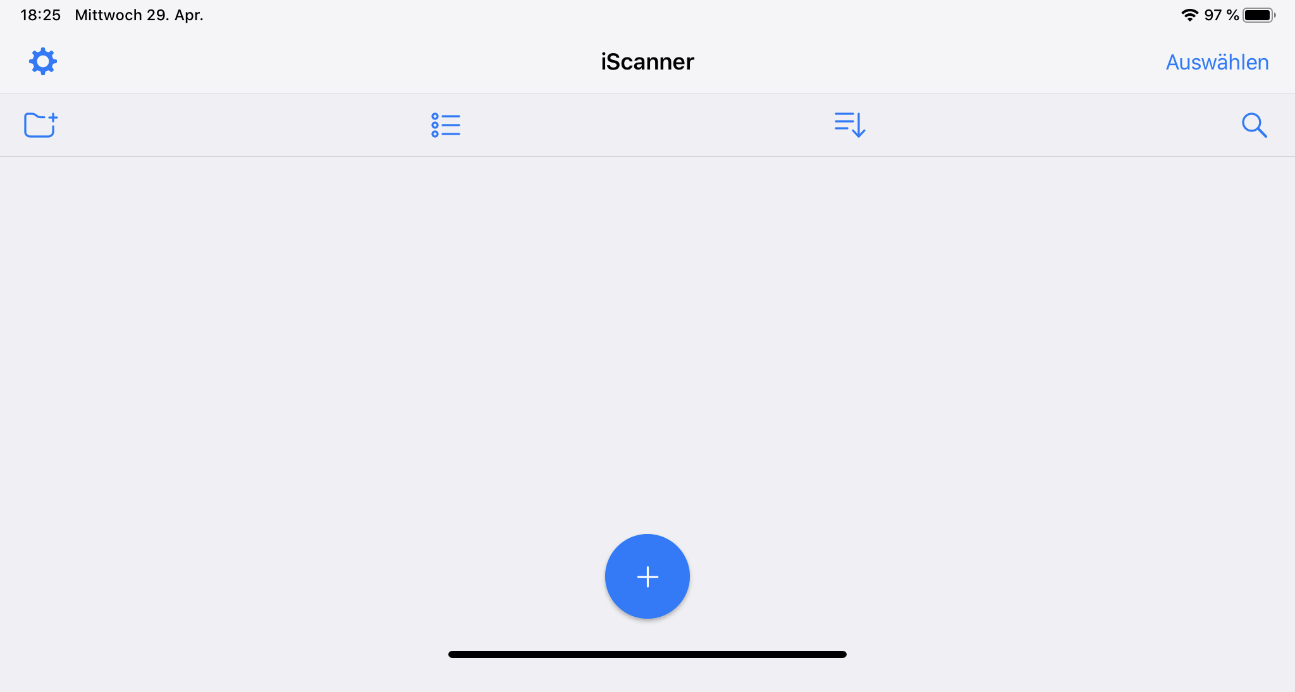 18:25 Mittwoch 29. Apr. 97 %
iScanner Auswählen